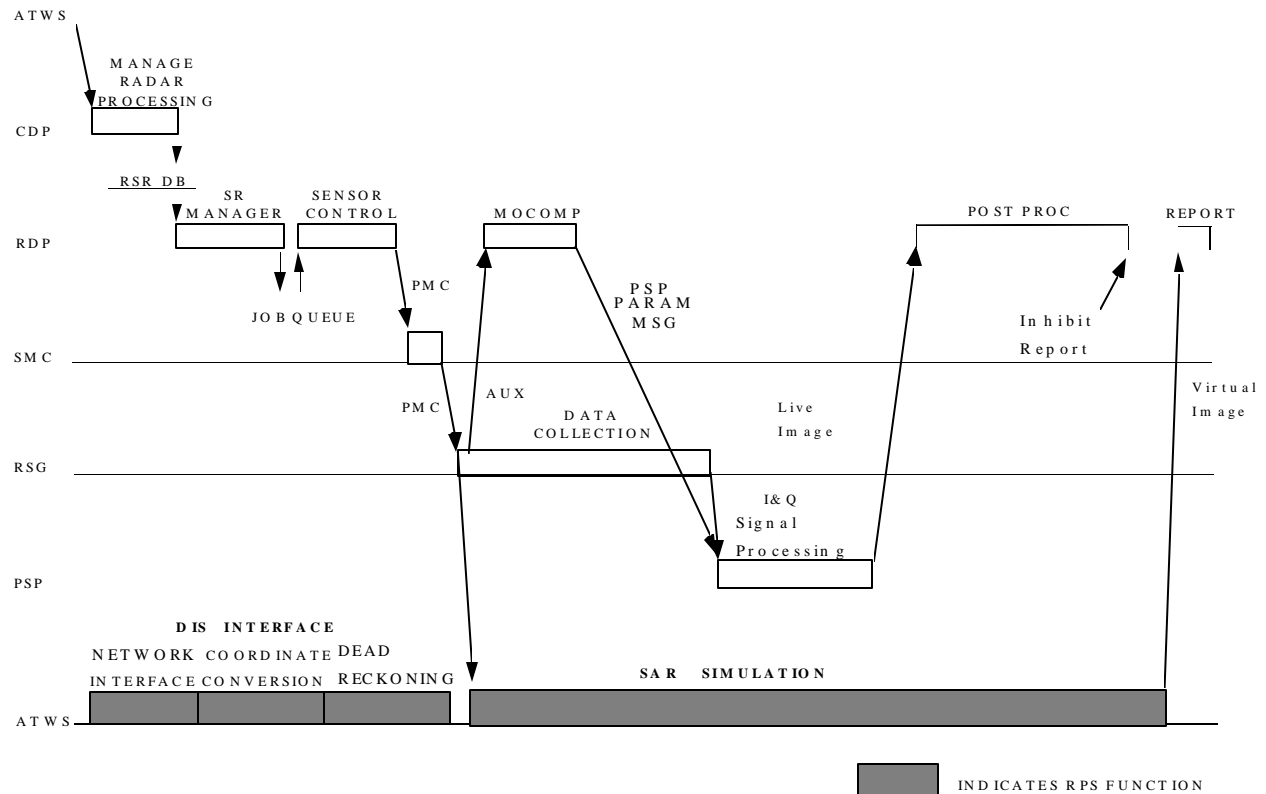 ATWS
MANAGE
RADAR
PROCESSING
CDP
RSR DB
SR
MANAGER
SENSOR
CONTROL
MOCOMP
POST PROC
REPORT
RDP
PMC
PSP
PARAM
MSG
JOB QUEUE
Inhibit
Report
SMC
PMC
AUX
DATA
COLLECTION
Live
Image
Virtual
Image
RSG
I&Q
Signal
Processing
PSP
DIS INTERFACE
NETWORK
INTERFACE
COORDINATE
CONVERSION
DEAD
RECKONING
SAR SIMULATION
ATWS
INDICATES RPS FUNCTION